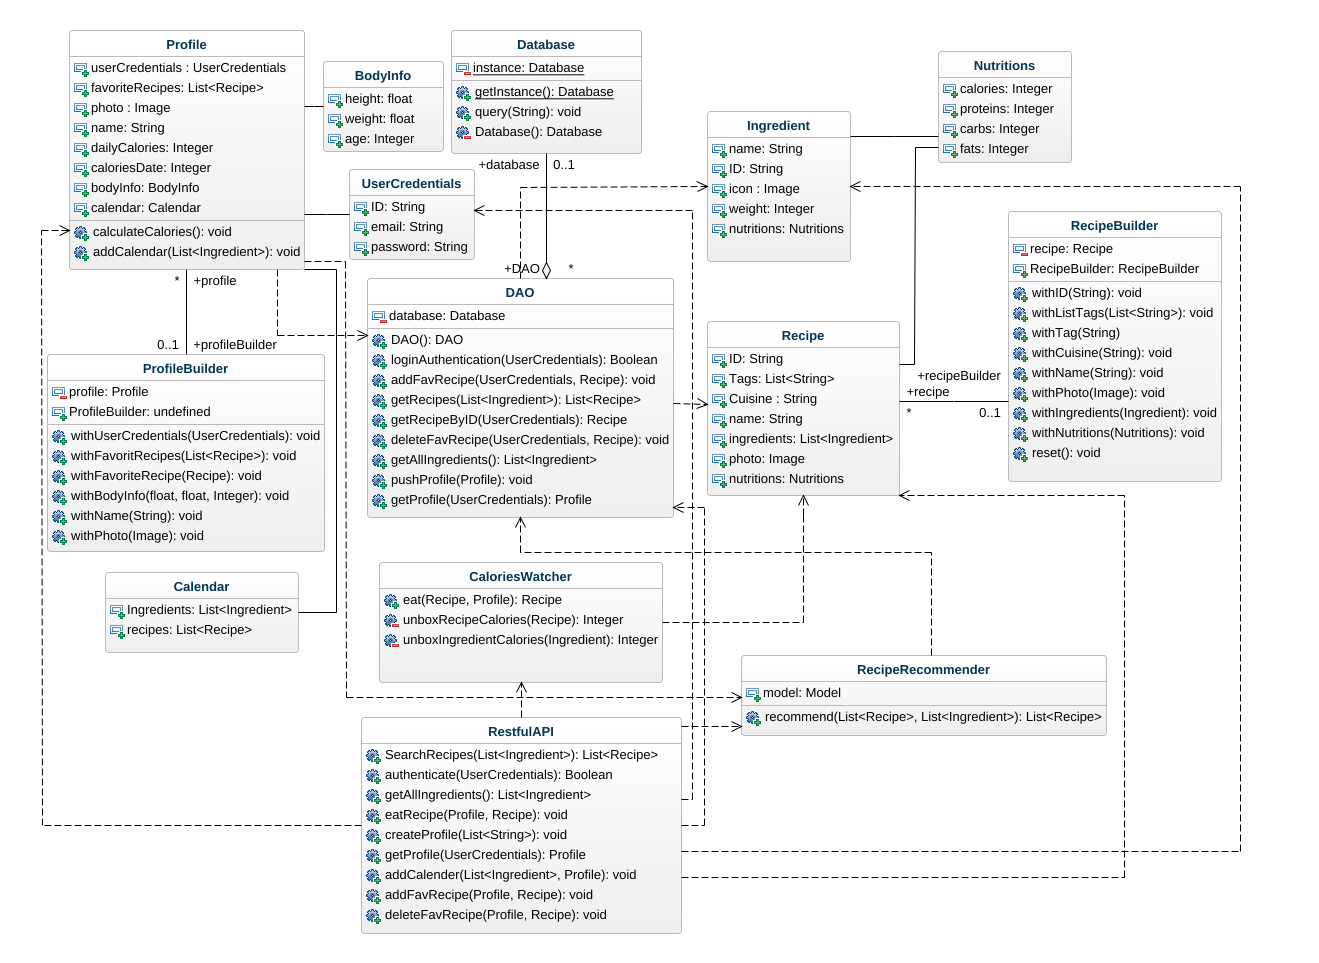 Profile
userCredentials : UserCredentials
favoriteRecipes: List<Recipe>
photo : Image
name: String
dailyCalories: Integer
caloriesDate: Integer
bodyInfo: BodyInfo
calendar: Calendar
calculateCalories(): void
addCalendar(List<Ingredient>): void
BodyInfo
height: float
weight: float
age: Integer
Database
instance: Database
getInstance(): Database
query(String): void
Database(): Database
+database
0..1
UserCredentials
ID: String
email: String
password: String
Ingredient
name: String
ID: String
icon : Image
weight: Integer
nutritions: Nutritions
Nutritions
calories: Integer
proteins: Integer
carbs: Integer
fats: Integer
RecipeBuilder
recipe: Recipe
RecipeBuilder: RecipeBuilder
withID(String): void
withListTags(List<String>): void
withTag(String)
withCuisine(String): void
withName(String): void
withPhoto(Image): void
withIngredients(Ingredient): void
withNutritions(Nutritions): void
reset(): void
+DAO
*
*
+profile
0..1
+profileBuilder
DAO
database: Database
DAO(): DAO
loginAuthentication(UserCredentials): Boolean
addFavRecipe(UserCredentials, Recipe): void
getRecipes(List<Ingredient>): List<Recipe>
getRecipeByID(UserCredentials): Recipe
deleteFavRecipe(UserCredentials, Recipe): void
getAllIngredients(): List<Ingredient>
pushProfile(Profile): void
getProfile(UserCredentials): Profile
Recipe
ID: String
Tags: List<String>
Cuisine : String
name: String
ingredients: List<Ingredient>
photo: Image
nutritions: Nutritions
+recipeBuilder
+recipe
*
0..1
ProfileBuilder
profile: Profile
ProfileBuilder: undefined
withUserCredentials(UserCredentials): void
withFavoritRecipes(List<Recipe>): void
withFavoriteRecipe(Recipe): void
withBodyInfo(float, float, Integer): void
withName(String): void
withPhoto(Image): void
Calendar
Ingredients: List<Ingredient>
recipes: List<Recipe>
CaloriesWatcher
eat(Recipe, Profile): Recipe
unboxRecipeCalories(Recipe): Integer
unboxIngredientCalories(Ingredient): Integer
RecipeRecommender
model: Model
recommend(List<Recipe>, List<Ingredient>): List<Recipe>
RestfulAPI
SearchRecipes(List<Ingredient>): List<Recipe>
authenticate(UserCredentials): Boolean
getAllIngredients(): List<Ingredient>
eatRecipe(Profile, Recipe): void
createProfile(List<String>): void
getProfile(UserCredentials): Profile
addCalender(List<Ingredient>, Profile): void
addFavRecipe(Profile, Recipe): void
deleteFavRecipe(Profile, Recipe): void